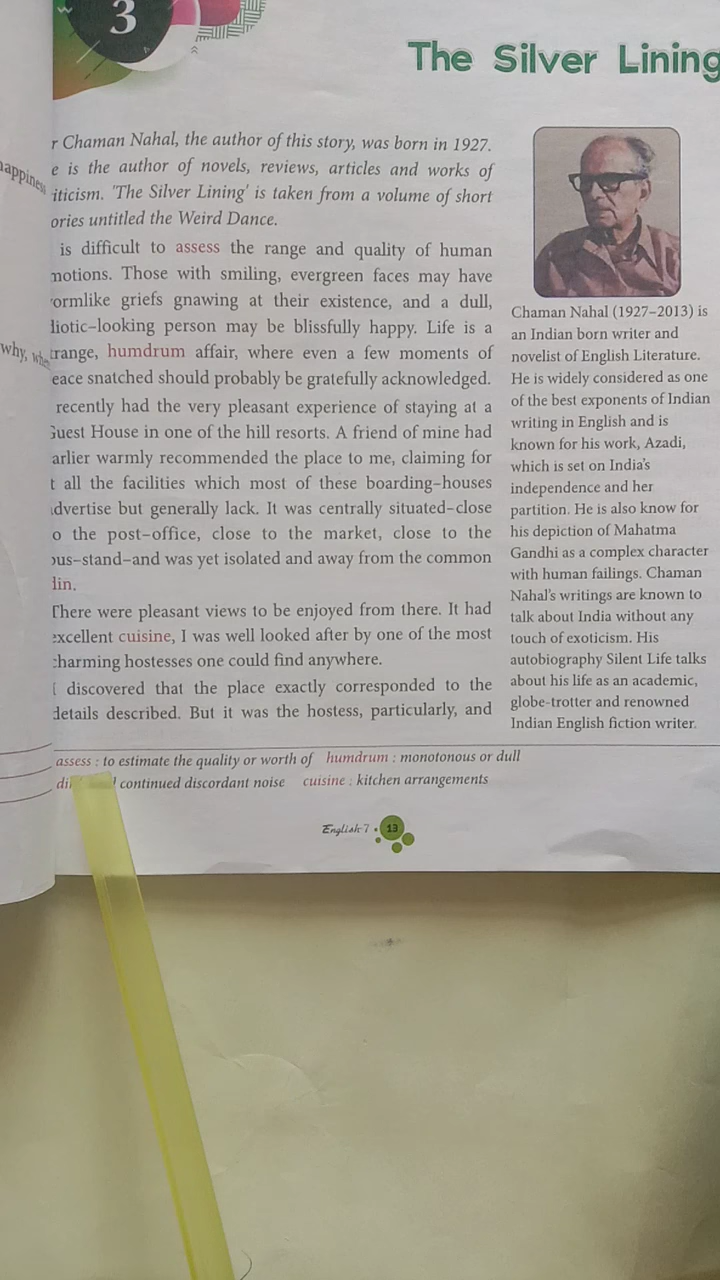 3
The Silver Lining
r Chaman Nahal, the author of this story, was born in 1927.
e is the author of novels, reviews, articles and works of
iticism. 'The Silver Lining' is taken from a volume of short
ories untitled the Weird Dance.
is difficult to assess the range and quality of human
motions. Those with smiling, evergreen faces may have
ormlike griefs gnawing at their existence, and a dull,
diotic-looking person may be blissfully happy. Life is a
trange, humdrum affair, where even a few moments of
eace snatched should probably be gratefully acknowledged.
recently had the very pleasant experience of staying at a
Guest House in one of the hill resorts. A friend of mine had
arlier warmly recommended the place to me, claiming for
t all the facilities which most of these boarding-houses
advertise but generally lack. It was centrally situated-close
o the post-office, close to the market, close to the
ous-stand-and was yet isolated and away from the common
din.
There were pleasant views to be enjoyed from there. It had
excellent cuisine, I was well looked after by one of the most
charming hostesses one could find anywhere.
I discovered that the place exactly corresponded to the
details described. But it was the hostess, particularly, and
Chaman Nahal (1927-2013) is
an Indian born writer and
novelist of English Literature.
He is widely considered as one
of the best exponents of Indian
writing in English and is
known for his work, Azadi,
which is set on India's
independence and her
partition. He is also know for
his depiction of Mahatma
Gandhi as a complex character
with human failings. Chaman
Nahal's writings are known to
talk about India without any
touch of exoticism. His
autobiography Silent Life talks
about his life as an academic,
globe-trotter and renowned
Indian English fiction writer.
assess : to estimate the quality or worth of humdrum : monotonous or dull
di continued discordant noise cuisine : kitchen arrangements
English-7 • 13
happiness
why,